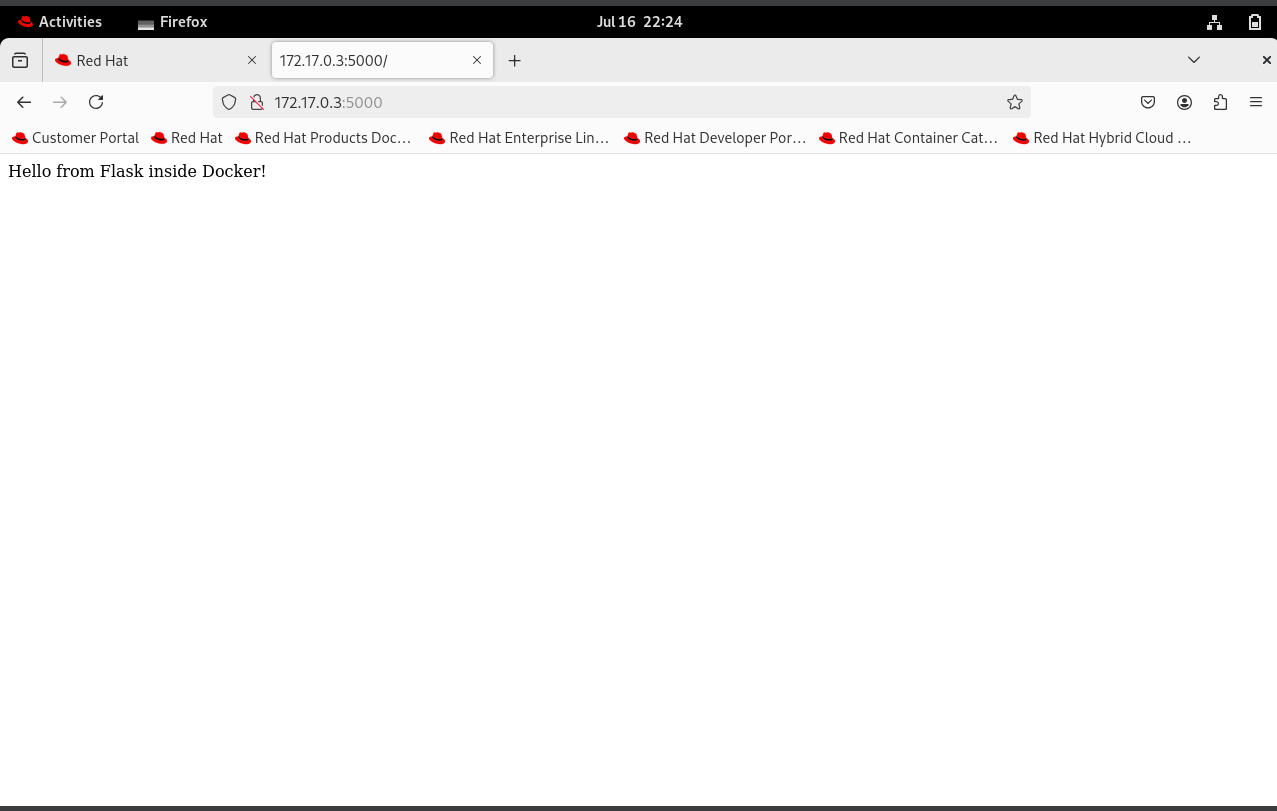 Activities Firefox Jul 16 22:24
Red Hat 172.17.0.3:5000/
172.17.0.3:5000
Customer Portal Red Hat Red Hat Products Doc… Red Hat Enterprise Lin… Red Hat Developer Por… Red Hat Container Cat… Red Hat Hybrid Cloud …
Hello from Flask inside Docker!